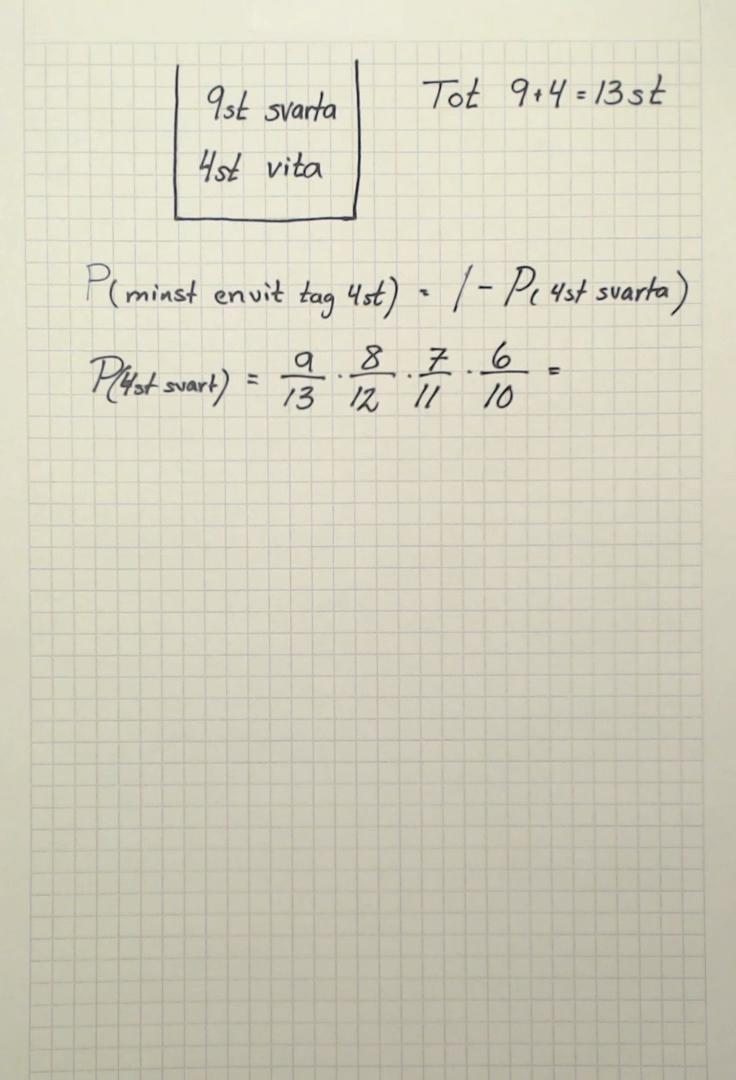 9st svarta
4st vita
Tot 9+4=13st
P(minst en vit tag 4st) = 1 - P(4st svarta)
P(4st svart) = 9/13 · 8/12 · 7/11 · 6/10 =